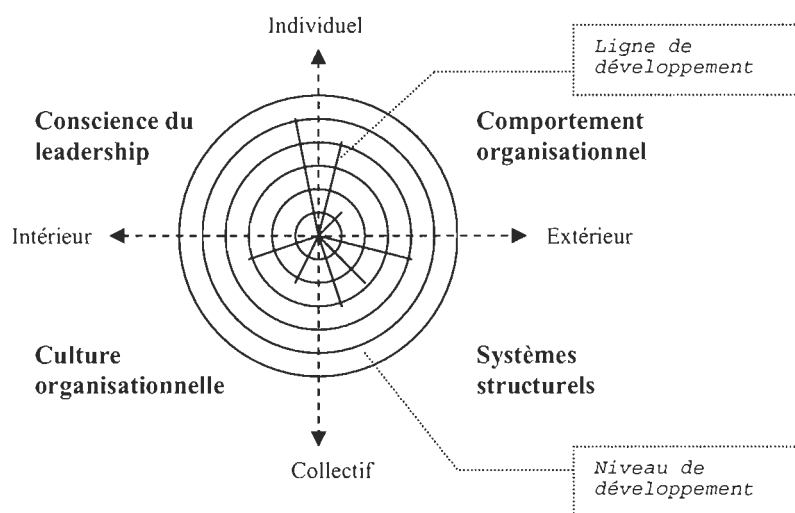 Individuel
Ligne de
développement
Conscience du
leadership
Comportement
organisationnel
Intérieur
Extérieur
Culture
organisationnelle
Systèmes
structurels
Collectif
Niveau de
développement